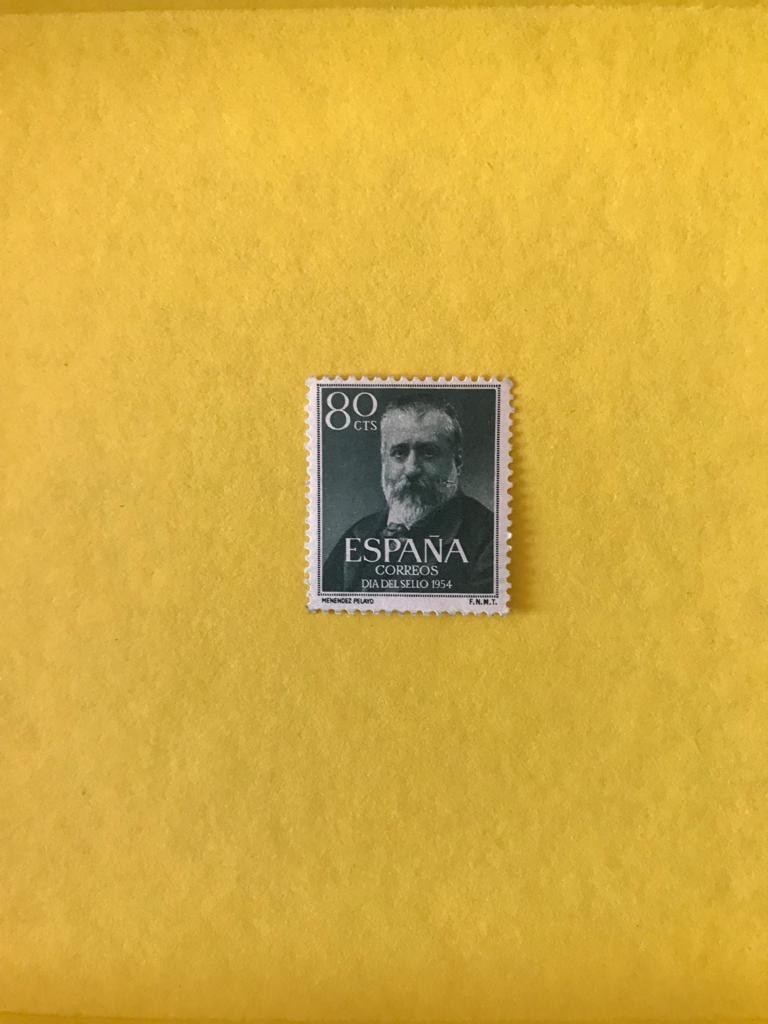 80
CTS
ESPAÑA
CORREOS
DIA DEL SELLO 1954
MENENDEZ PELAYO F.N.M.T.